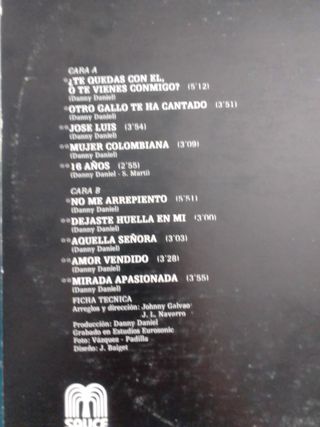 CARA A
*¿TE QUEDAS CON EL,
O TE VIENES CONMIGO? (5'12)
(Danny Daniel)
*OTRO GALLO TE HA CANTADO (3'51)
(Danny Daniel)
**JOSE LUIS (3'54)
(Danny Daniel)
**MUJER COLOMBIANA (3'09)
(Danny Daniel)
**16 AÑOS (2'55)
(Danny Daniel - S. Martí)
CARA B
*NO ME ARREPIENTO (5'51)
(Danny Daniel)
**DEJASTE HUELLA EN MI (3'00)
(Danny Daniel)
**AQUELLA SEÑORA (3'03)
(Danny Daniel)
**AMOR VENDIDO (3'28)
(Danny Daniel)
**MIRADA APASIONADA (3'55)
(Danny Daniel)
FICHA TECNICA
Arreglos y dirección: Johnny Galvao
J. L. Navarro
Producción: Danny Daniel
Grabado en Estudios Eurosonic
Foto: Vázquez - Padilla
Diseño: J. Baiget
SAUCE